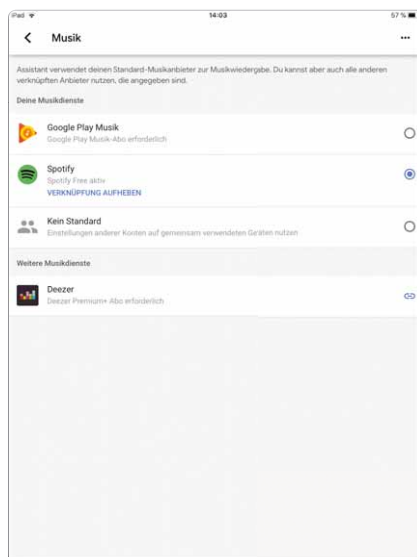 iPad
14:03
57 %
Musik
Assistant verwendet deinen Standard-Musikanbieter zur Musikwiedergabe. Du kannst aber auch alle anderen
verknüpften Anbieter nutzen, die angegeben sind.
Deine Musikdienste
Google Play Musik
Google Play Musik-Abo erforderlich
Spotify
Spotify Free aktiv
VERKNÜPFUNG AUFHEBEN
Kein Standard
Einstellungen anderer Konten auf gemeinsam verwendeten Geräten nutzen
Weitere Musikdienste
Deezer
Deezer Premium+ Abo erforderlich